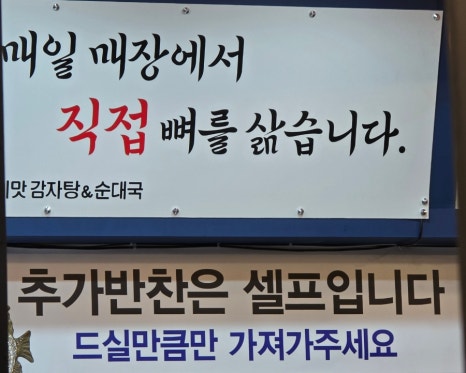 매일 매장에서
직접 뼈를 삶습니다.
맛 감자탕&순대국
추가반찬은 셀프입니다
드실만큼만 가져가주세요